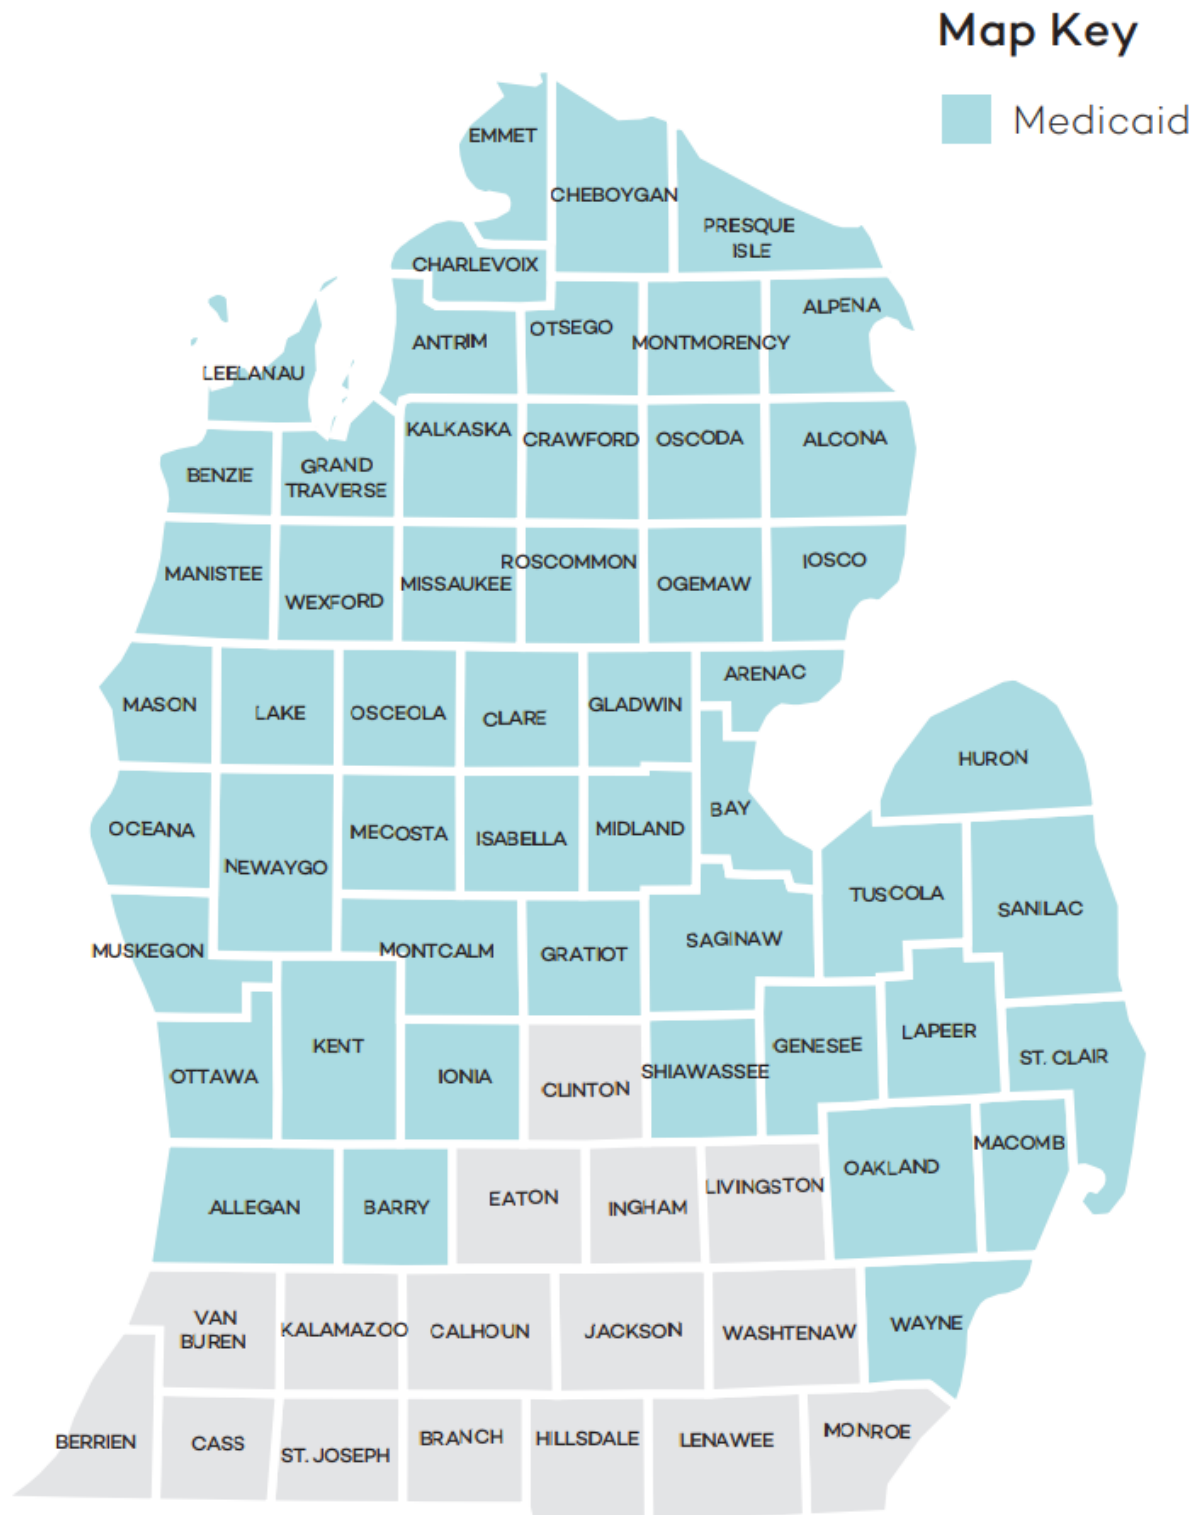 Map Key
Medicaid
EMMET
CHEBOYGAN
PRESQUE
ISLE
CHARLEVOIX
ALPENA
ANTRIM
OTSEGO
MONTMORENCY
LEELANAU
KALKASKA
CRAWFORD
OSCODA
ALCONA
BENZIE
GRAND
TRAVERSE
MANISTEE
WEXFORD
MISSAUKEE
ROSCOMMON
OGEMAW
IOSCO
MASON
LAKE
OSCEOLA
CLARE
GLADWIN
ARENAC
HURON
OCEANA
NEWAYGO
MECOSTA
ISABELLA
MIDLAND
BAY
TUSCOLA
SANILAC
MUSKEGON
MONTCALM
GRATIOT
SAGINAW
OTTAWA
KENT
IONIA
CLINTON
SHIAWASSEE
GENESEE
LAPEER
ST. CLAIR
ALLEGAN
BARRY
EATON
INGHAM
LIVINGSTON
OAKLAND
MACOMB
VAN
BUREN
KALAMAZOO
CALHOUN
JACKSON
WASHTENAW
WAYNE
BERRIEN
CASS
ST. JOSEPH
BRANCH
HILLSDALE
LENAWEE
MONROE